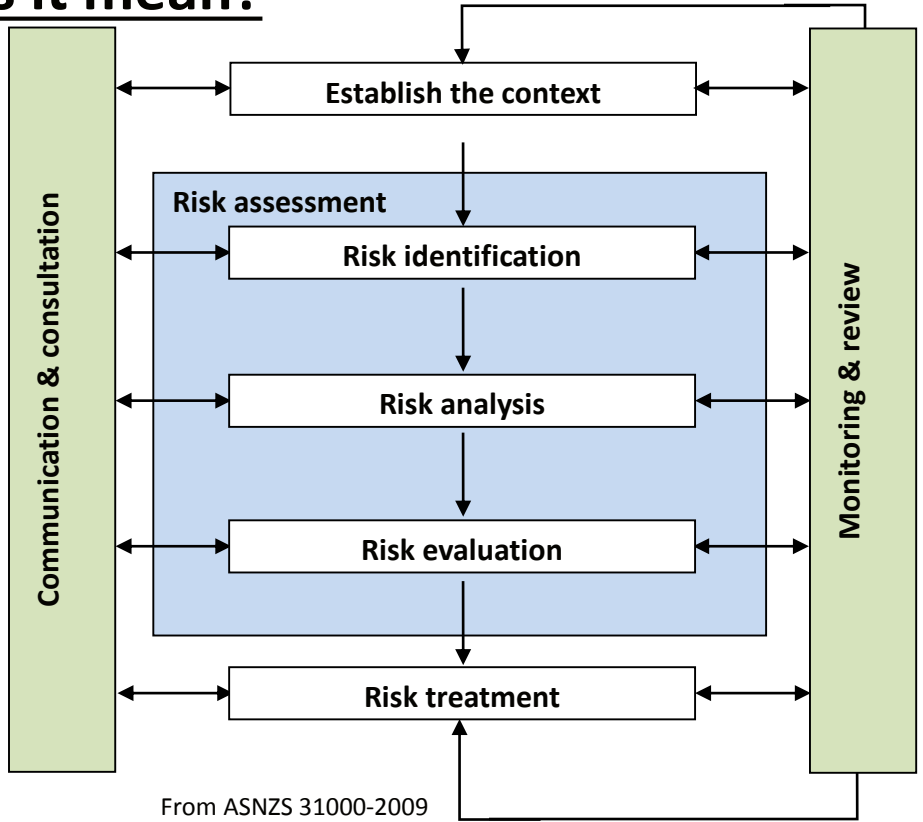 s it mean?
Establish the context
Risk assessment
Risk identification
Risk analysis
Risk evaluation
Risk treatment
Communication & consultation
Monitoring & review
From ASNZS 31000-2009